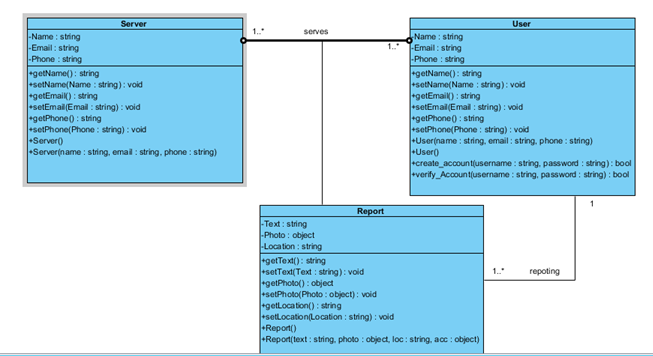 Server
-Name : string
-Email : string
-Phone : string
+getName() : string
+setName(Name : string) : void
+getEmail() : string
+setEmail(Email : string) : void
+getPhone() : string
+setPhone(Phone : string) : void
+Server()
+Server(name : string, email : string, phone : string)
1..*
serves
1..*
User
-Name : string
-Email : string
-Phone : string
+getName() : string
+setName(Name : string) : void
+getEmail() : string
+setEmail(Email : string) : void
+getPhone() : string
+setPhone(Phone : string) : void
+User(name : string, email : string, phone : string)
+User()
+create_account(username : string, password : string) : bool
+verify_Account(username : string, password : string) : bool
1
1..*
repoting
Report
-Text : string
-Photo : object
-Location : string
+getText() : string
+setText(Text : string) : void
+getPhoto() : object
+setPhoto(Photo : object) : void
+getLocation() : string
+setLocation(Location : string) : void
+Report()
+Report(text : string, photo : object, loc : string, acc : object)